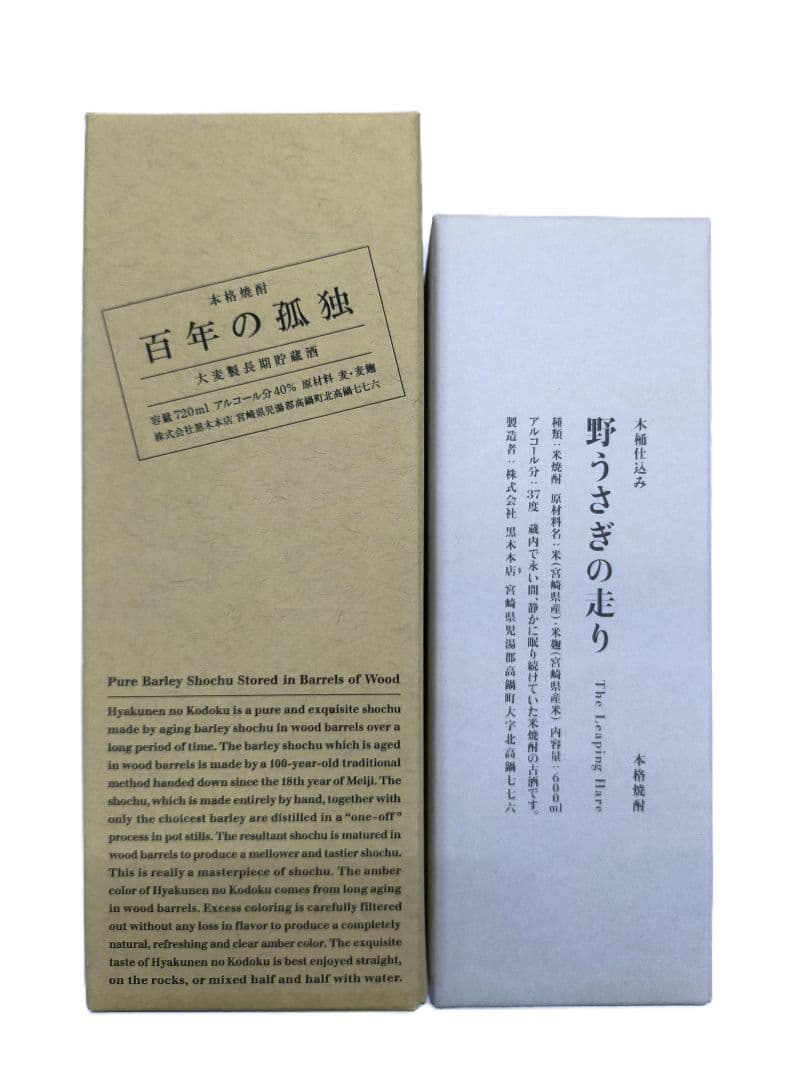 本格焼酎
百年の孤独
大麦製長期貯蔵酒
容量720ml アルコール分40% 原材料 麦・麦麹
株式会社黒木本店 宮崎県児湯郡高鍋町北高鍋七七六
Pure Barley Shochu Stored in Barrels of Wood
Hyakunen no Kodoku is a pure and exquisite shochu
made by aging barley shochu in wood barrels over a
long period of time. The barley shochu which is aged
in wood barrels is made by a 100-year-old traditional
method handed down since the 18th year of Meiji. The
shochu, which is made entirely by hand, together with
only the choicest barley are distilled in a “one-off”
process in pot stills. The resultant shochu is matured in
wood barrels to produce a mellower and tastier shochu.
This is really a masterpiece of shochu. The amber
color of Hyakunen no Kodoku comes from long aging
in wood barrels. Excess coloring is carefully filtered
out without any loss in flavor to produce a completely
natural, refreshing and clear amber color. The exquisite
taste of Hyakunen no Kodoku is best enjoyed straight,
on the rocks, or mixed half and half with water.
木桶仕込み 本格焼酎
野うさぎの走り The Leaping Hare
種類：米焼酎 原材料名：米（宮崎県産）・米麹（宮崎県産米） 内容量：600ml
アルコール分：37度 蔵内で永い間、静かに眠り続けていた米焼酎の古酒です。
製造者：株式会社 黒木本店 宮崎県児湯郡高鍋町大字北高鍋七七六